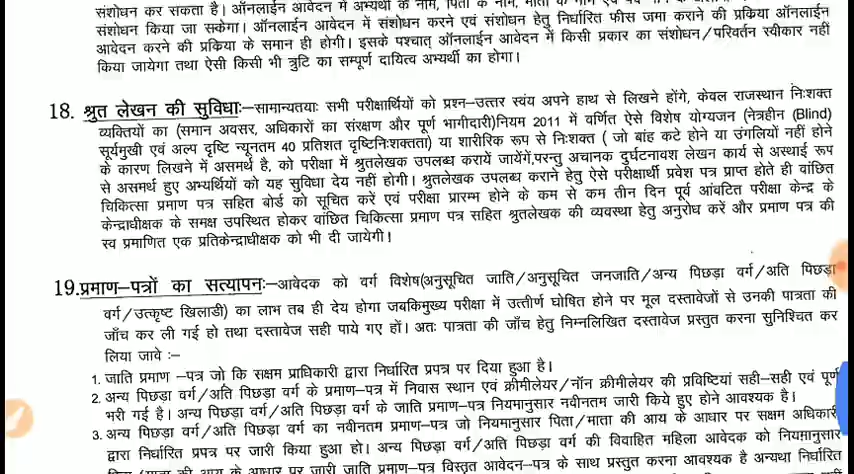 संशोधन कर सकता है। ऑनलाईन आवेदन में अभ्यर्थी के नाम, पिता के नाम, माता के नाम एवं
संशोधन किया जा सकेगा। ऑनलाईन आवेदन में संशोधन करने एवं संशोधन हेतु निर्धारित फीस जमा कराने की प्रकिया ऑनलाईन
आवेदन करने की प्रकिया के समान ही होगी। इसके पश्चात् ऑनलाईन आवेदन में किसी प्रकार का संशोधन/परिवर्तन स्वीकार नहीं
किया जायेगा तथा ऐसी किसी भी त्रुटि का सम्पूर्ण दायित्व अभ्यर्थी का होगा।
18. श्रुत लेखन की सुविधाः–सामान्यतयाः सभी परीक्षार्थियों को प्रश्न–उत्तर स्वंय अपने हाथ से लिखने होंगे, केवल राजस्थान निःशक्त
व्यक्तियों का (समान अवसर, अधिकारों का संरक्षण और पूर्ण भागीदारी)नियम 2011 में वर्णित ऐसे विशेष योग्यजन (नेत्रहीन (Blind)
सूर्यमुखी एवं अल्प दृष्टि न्यूनतम 40 प्रतिशत दृष्टिनिःशक्तता) या शारीरिक रूप से निःशक्त ( जो बांह कटे होने या उंगलियों नहीं होने
के कारण लिखने में असमर्थ है, को परीक्षा में श्रुतलेखक उपलब्ध करायें जायेंगें,परन्तु अचानक दुर्घटनावश लेखन कार्य से अस्थाई रूप
से असमर्थ हुए अभ्यर्थियों को यह सुविधा देय नहीं होगी। श्रुतलेखक उपलब्ध कराने हेतु ऐसे परीक्षार्थी प्रवेश पत्र प्राप्त होते ही वांछित
चिकित्सा प्रमाण पत्र सहित बोर्ड को सूचित करें एवं परीक्षा प्रारम्भ होने के कम से कम तीन दिन पूर्व आंवटित परीक्षा केन्द्र के
केन्द्राधीक्षक के समक्ष उपस्थित होकर वांछित चिकित्सा प्रमाण पत्र सहित श्रुतलेखक की व्यवस्था हेतु अनुरोध करें और प्रमाण पत्र की
स्व प्रमाणित एक प्रतिकेन्द्राधीक्षक को भी दी जायेगी।
19.प्रमाण–पत्रों का सत्यापनः–आवेदक को वर्ग विशेष(अनुसूचित जाति/अनुसूचित जनजाति/अन्य पिछड़ा वर्ग/अति पिछड़ा
वर्ग/उत्कृष्ट खिलाडी) का लाभ तब ही देय होगा जबकिमुख्य परीक्षा में उत्तीर्ण घोषित होने पर मूल दस्तावेजों से उनकी पात्रता की
जाँच कर ली गई हो तथा दस्तावेज सही पाये गए हों। अतः पात्रता की जाँच हेतु निम्नलिखित दस्तावेज प्रस्तुत करना सुनिश्चित कर
लिया जावे :–
1. जाति प्रमाण –पत्र जो कि सक्षम प्राधिकारी द्वारा निर्धारित प्रपत्र पर दिया हुआ है।
2. अन्य पिछड़ा वर्ग/अति पिछड़ा वर्ग के प्रमाण–पत्र में निवास स्थान एवं क्रीमीलेयर/नॉन क्रीमीलेयर की प्रविष्टियां सही–सही एवं पूर्ण
भरी गई है। अन्य पिछड़ा वर्ग/अति पिछड़ा वर्ग के जाति प्रमाण–पत्र नियमानुसार नवीनतम जारी किये हुए होने आवश्यक है।
3. अन्य पिछड़ा वर्ग/अति पिछड़ा वर्ग का नवीनतम प्रमाण–पत्र जो नियमानुसार पिता/माता की आय के आधार पर सक्षम अधिकारी
द्वारा निर्धारित प्रपत्र पर जारी किया हुआ हो। अन्य पिछड़ा वर्ग/अति पिछड़ा वर्ग की विवाहित महिला आवेदक को नियमानुसार
की आय के आधार पर जारी जाति प्रमाण–पत्र विस्तृत आवेदन–पत्र के साथ प्रस्तुत करना आवश्यक है अन्यथा निर्धारित